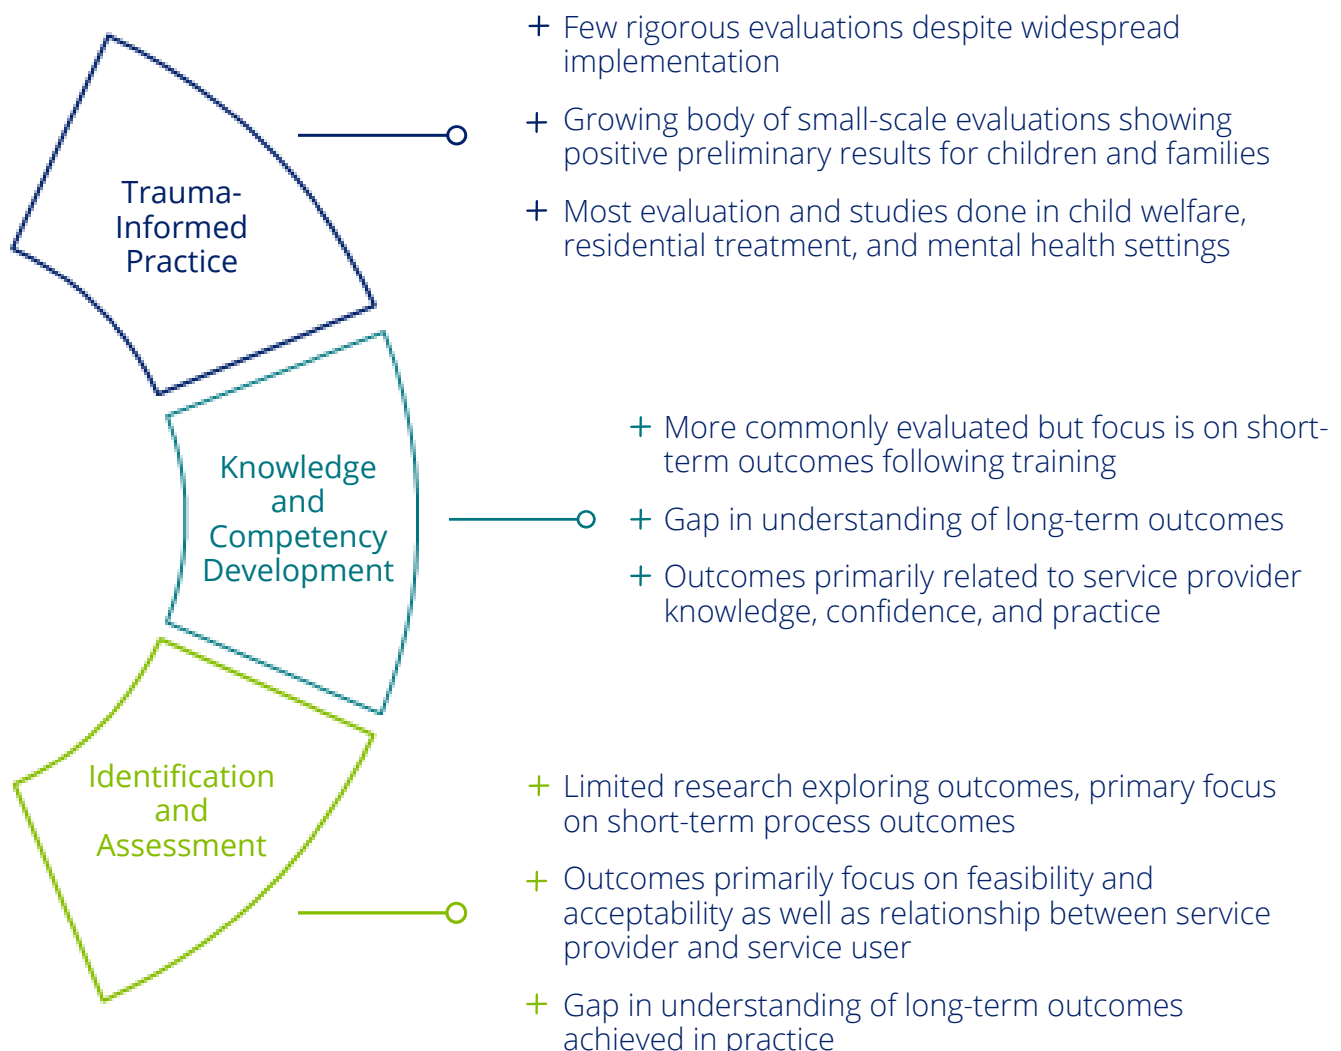 Trauma-
Informed
Practice
+ Few rigorous evaluations despite widespread
implementation
+ Growing body of small-scale evaluations showing
positive preliminary results for children and families
+ Most evaluation and studies done in child welfare,
residential treatment, and mental health settings
Knowledge
and
Competency
Development
+ More commonly evaluated but focus is on short-
term outcomes following training
+ Gap in understanding of long-term outcomes
+ Outcomes primarily related to service provider
knowledge, confidence, and practice
Identification
and
Assessment
+ Limited research exploring outcomes, primary focus
on short-term process outcomes
+ Outcomes primarily focus on feasibility and
acceptability as well as relationship between service
provider and service user
+ Gap in understanding of long-term outcomes
achieved in practice